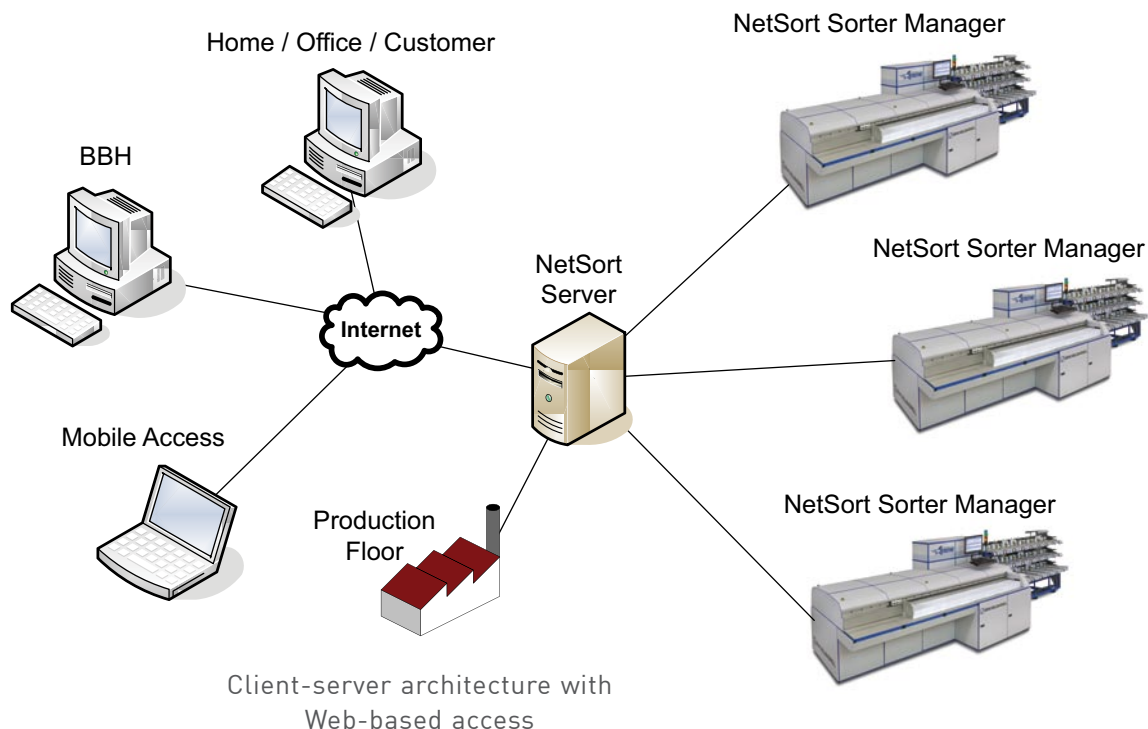 Home / Office / Customer
NetSort Sorter Manager
BBH
NetSort Sorter Manager
NetSort
Server
Internet
Mobile Access
NetSort Sorter Manager
Production
Floor
Client-server architecture with
Web-based access